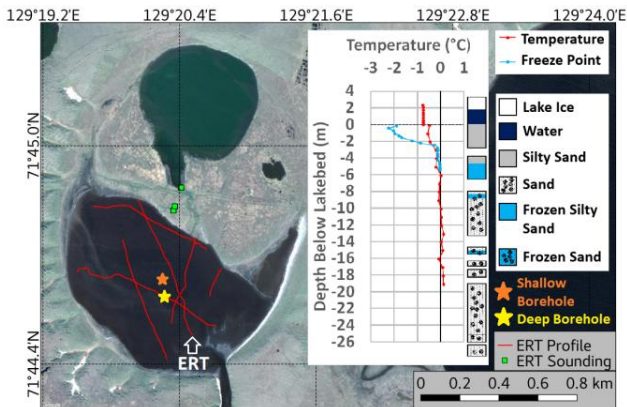 129°19.2'E 129°20.4'E 129°21.6'E 129°22.8'E 129°24.0'E
71°45.0'N
71°44.4'N
Temperature (°C)
-3 -2 -1 0 1
Depth Below Lakebed (m)
4
2
0
-2
-4
-6
-8
-10
-12
-14
-16
-18
-20
-22
-24
-26
Temperature
Freeze Point
Lake Ice
Water
Silty Sand
Sand
Frozen Silty
Sand
Frozen Sand
Shallow
Borehole
Deep Borehole
ERT Profile
ERT Sounding
ERT
0 0.2 0.4 0.6 0.8 km